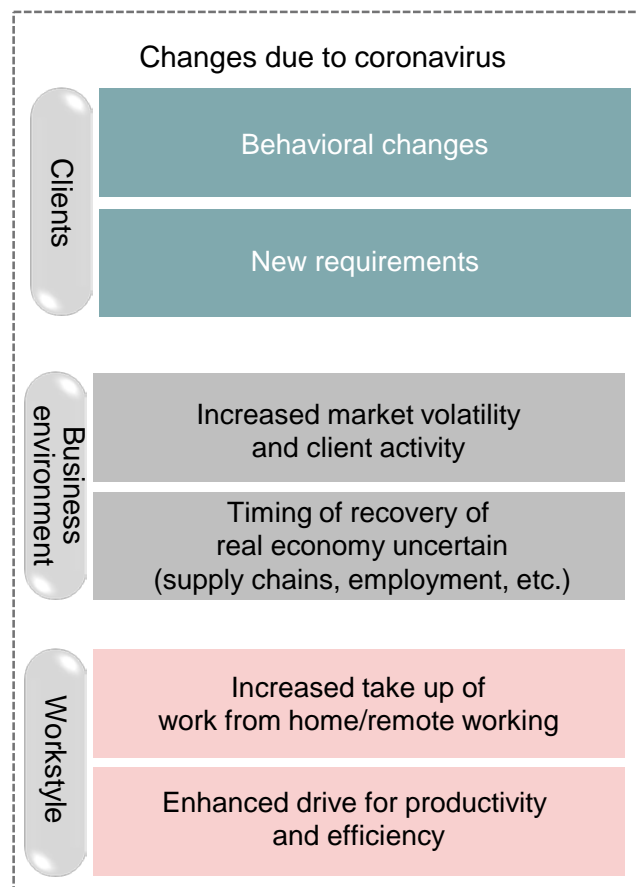 Changes due to coronavirus
Clients
Behavioral changes
New requirements
Business
environment
Increased market volatility
and client activity
Timing of recovery of
real economy uncertain
(supply chains, employment, etc.)
Workstyle
Increased take up of
work from home/remote working
Enhanced drive for productivity
and efficiency